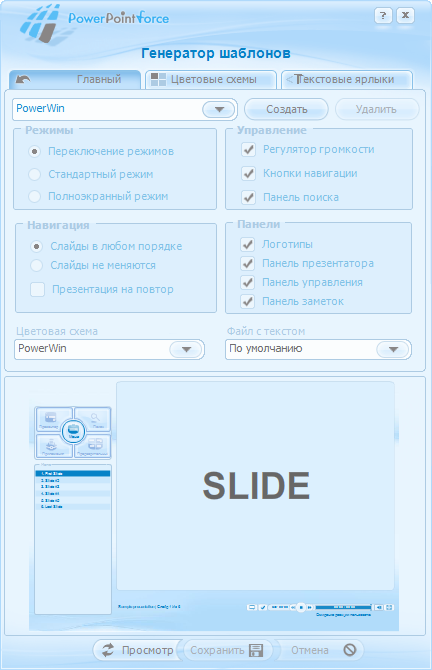 PowerPointForce
? X
Генератор шаблонов
Главный Цветовые схемы Текстовые ярлыки
PowerWin Создать Удалить
Режимы Управление
Переключение режимов Регулятор громкости
Стандартный режим Кнопки навигации
Полноэкранный режим Панель поиска
Навигация Панели
Слайды в любом порядке Логотипы
Слайды не меняются Панель презентатора
Презентация на повтор Панель управления
Панель заметок
Цветовая схема Файл с текстом
PowerWin По умолчанию
SLIDE
1. First Slide
2. Slide #2
3. Slide #3
4. Slide #4
5. Slide #5
6. Last Slide
Просмотр Сохранить Отмена